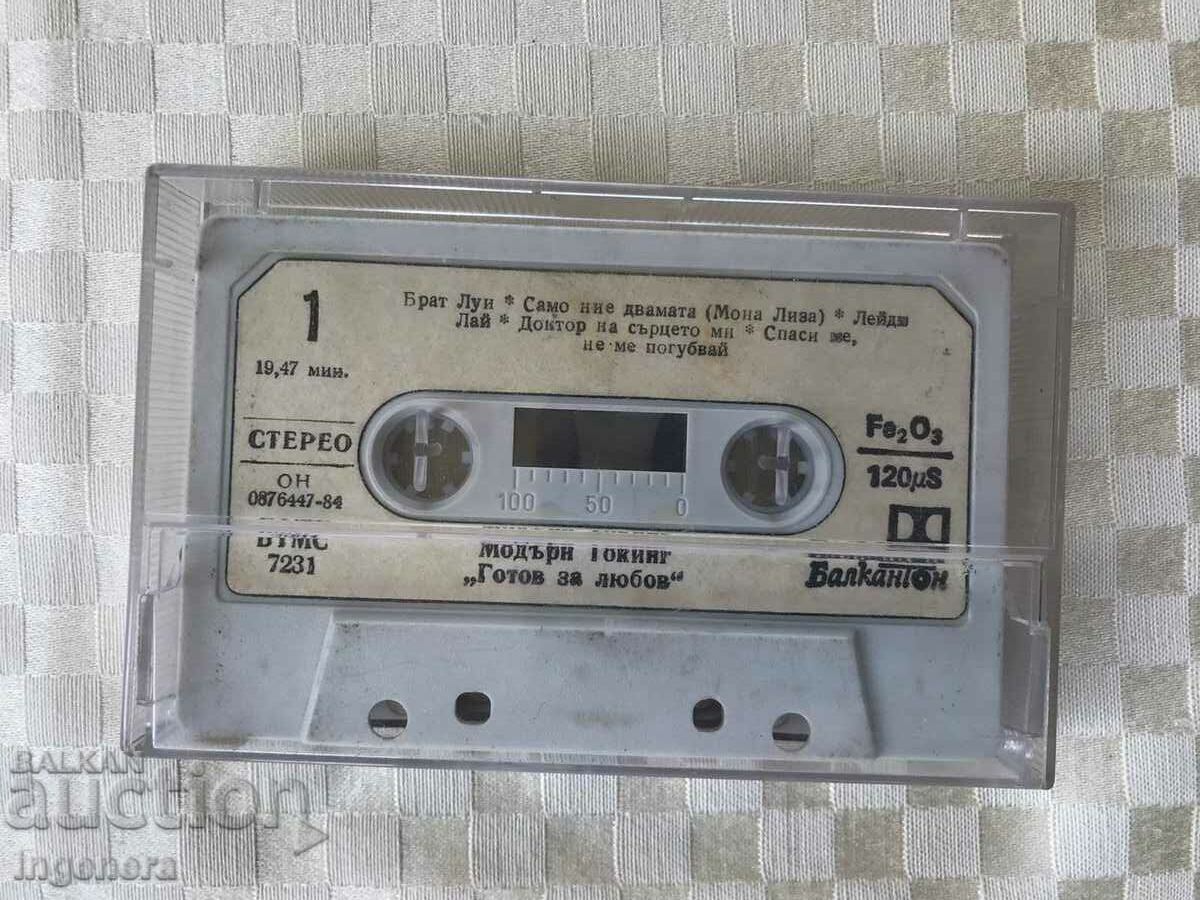 1
Брат Луи * Само ние двамата (Мона Лиза) * Лейди
Лай * Доктор на сърцето ми * Спаси ме,
не ме погубвай
19,47 мин.
СТЕРЕО
ОН
0876447-84
ВТМС
7231
Fe₂O₃
120µS
100 50 0
Модърн Токинг
„Готов за любов“
Балкантон
BALKAN
auction
ingenera